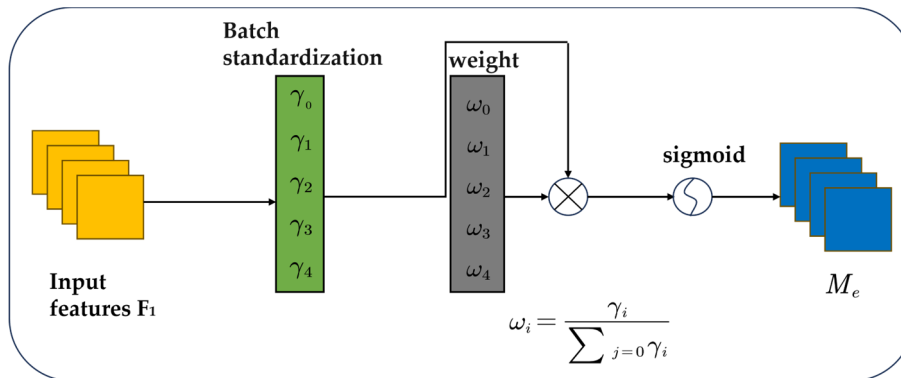 Batch
standardization
weight
γ₀
γ₁
γ₂
γ₃
γ₄
ω₀
ω₁
ω₂
ω₃
ω₄
sigmoid
Input
features F₁
Mₑ
ωᵢ = γᵢ / ∑ ⱼ₌₀ γᵢ